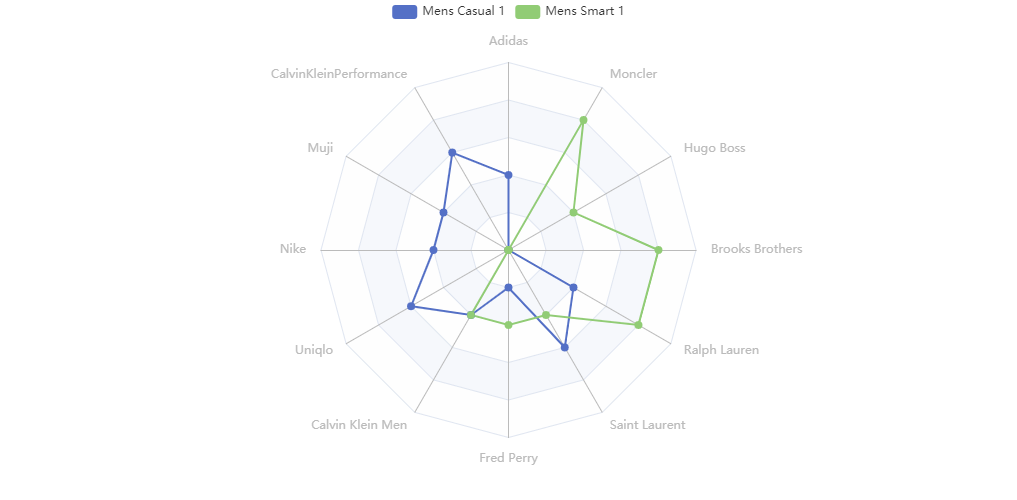 Mens Casual 1 Mens Smart 1
Adidas
CalvinKleinPerformance Moncler
Muji Hugo Boss
Nike Brooks Brothers
Uniqlo Ralph Lauren
Calvin Klein Men Saint Laurent
Fred Perry